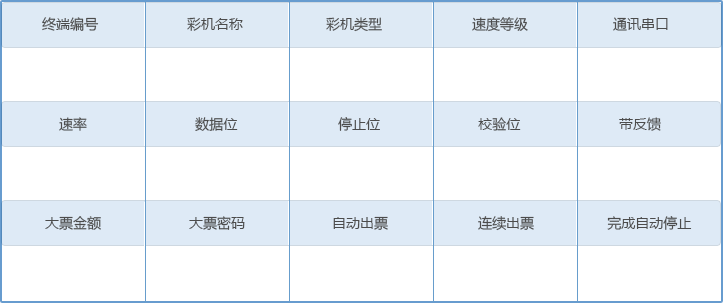 终端编号 彩机名称 彩机类型 速度等级 通讯串口
速率 数据位 停止位 校验位 带反馈
大票金额 大票密码 自动出票 连续出票 完成自动停止